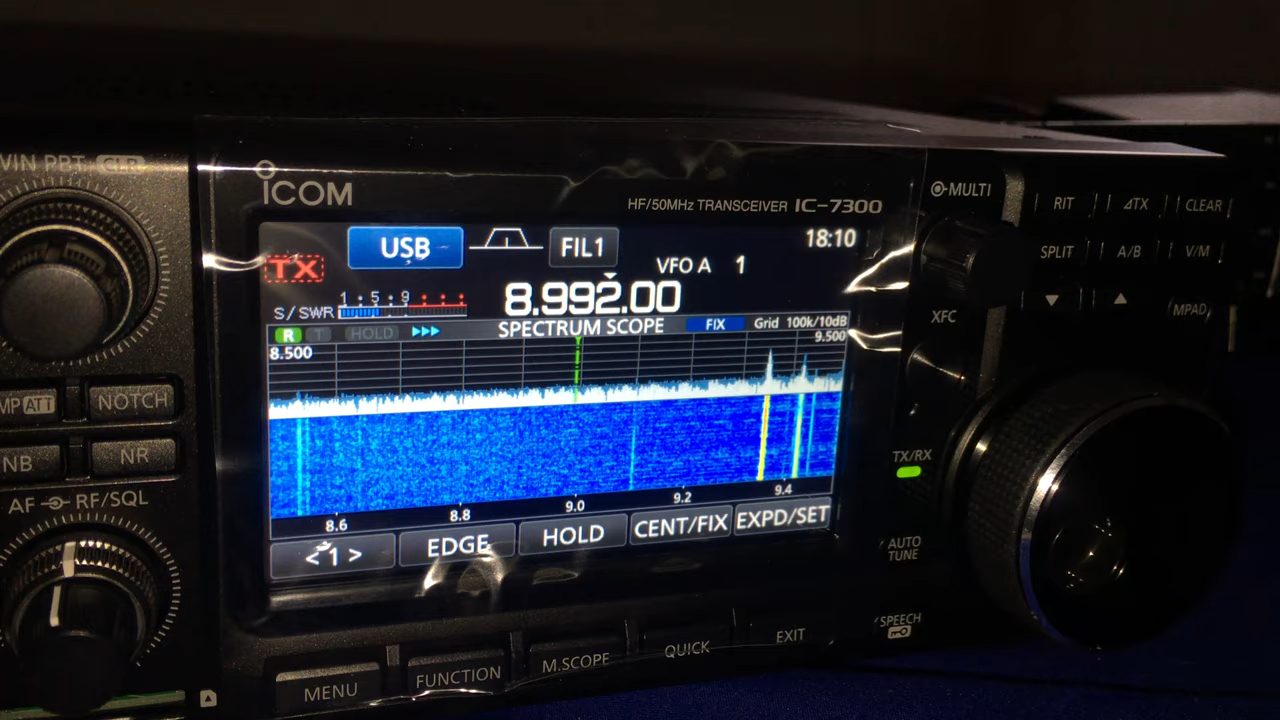 WIN PBT CLR
ICOM
HF/50MHz TRANSCEIVER IC-7300
MULTI
RIT
⊿TX
CLEAR
SPLIT
A/B
V/M
TX
USB
FIL1
18:10
VFO A 1
S/SWR
1 5 9
8.992.00
R T HOLD
SPECTRUM SCOPE
FIX
Grid 100k/10dB
8.500
9.500
8.6 8.8 9.0 9.2 9.4
<1>
EDGE
HOLD
CENT/FIX
EXPD/SET
XFC
MPAD
MP ATT
NOTCH
NB
NR
AF RF/SQL
TX/RX
AUTO
TUNE
SPEECH
MENU
FUNCTION
M.SCOPE
QUICK
EXIT